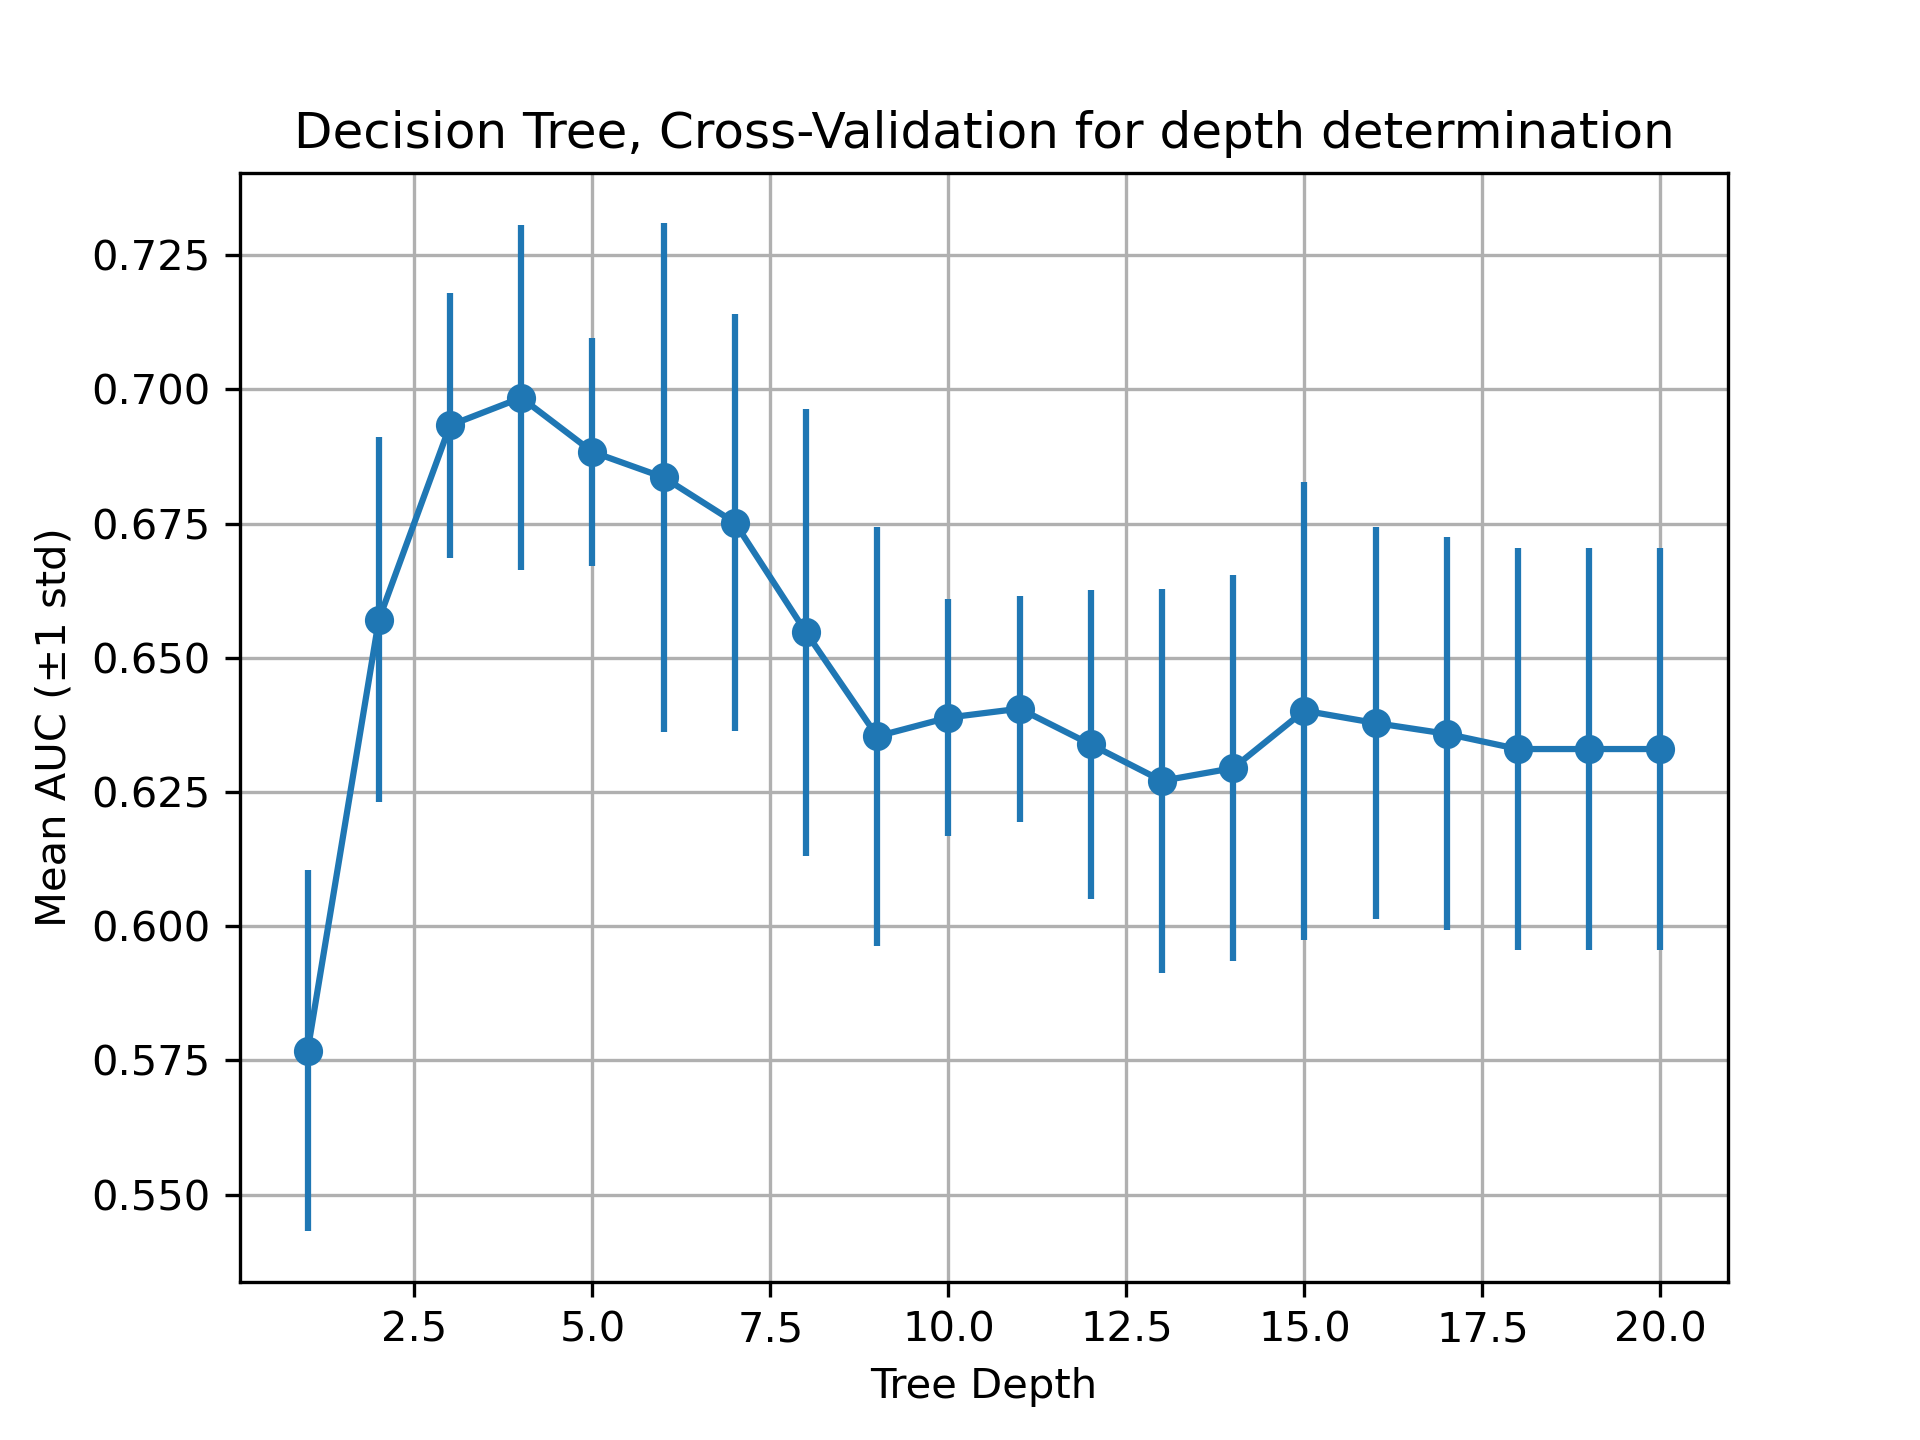 Decision Tree, Cross-Validation for depth determination
Mean AUC (±1 std)
0.725
0.700
0.675
0.650
0.625
0.600
0.575
0.550
2.5 5.0 7.5 10.0 12.5 15.0 17.5 20.0
Tree Depth